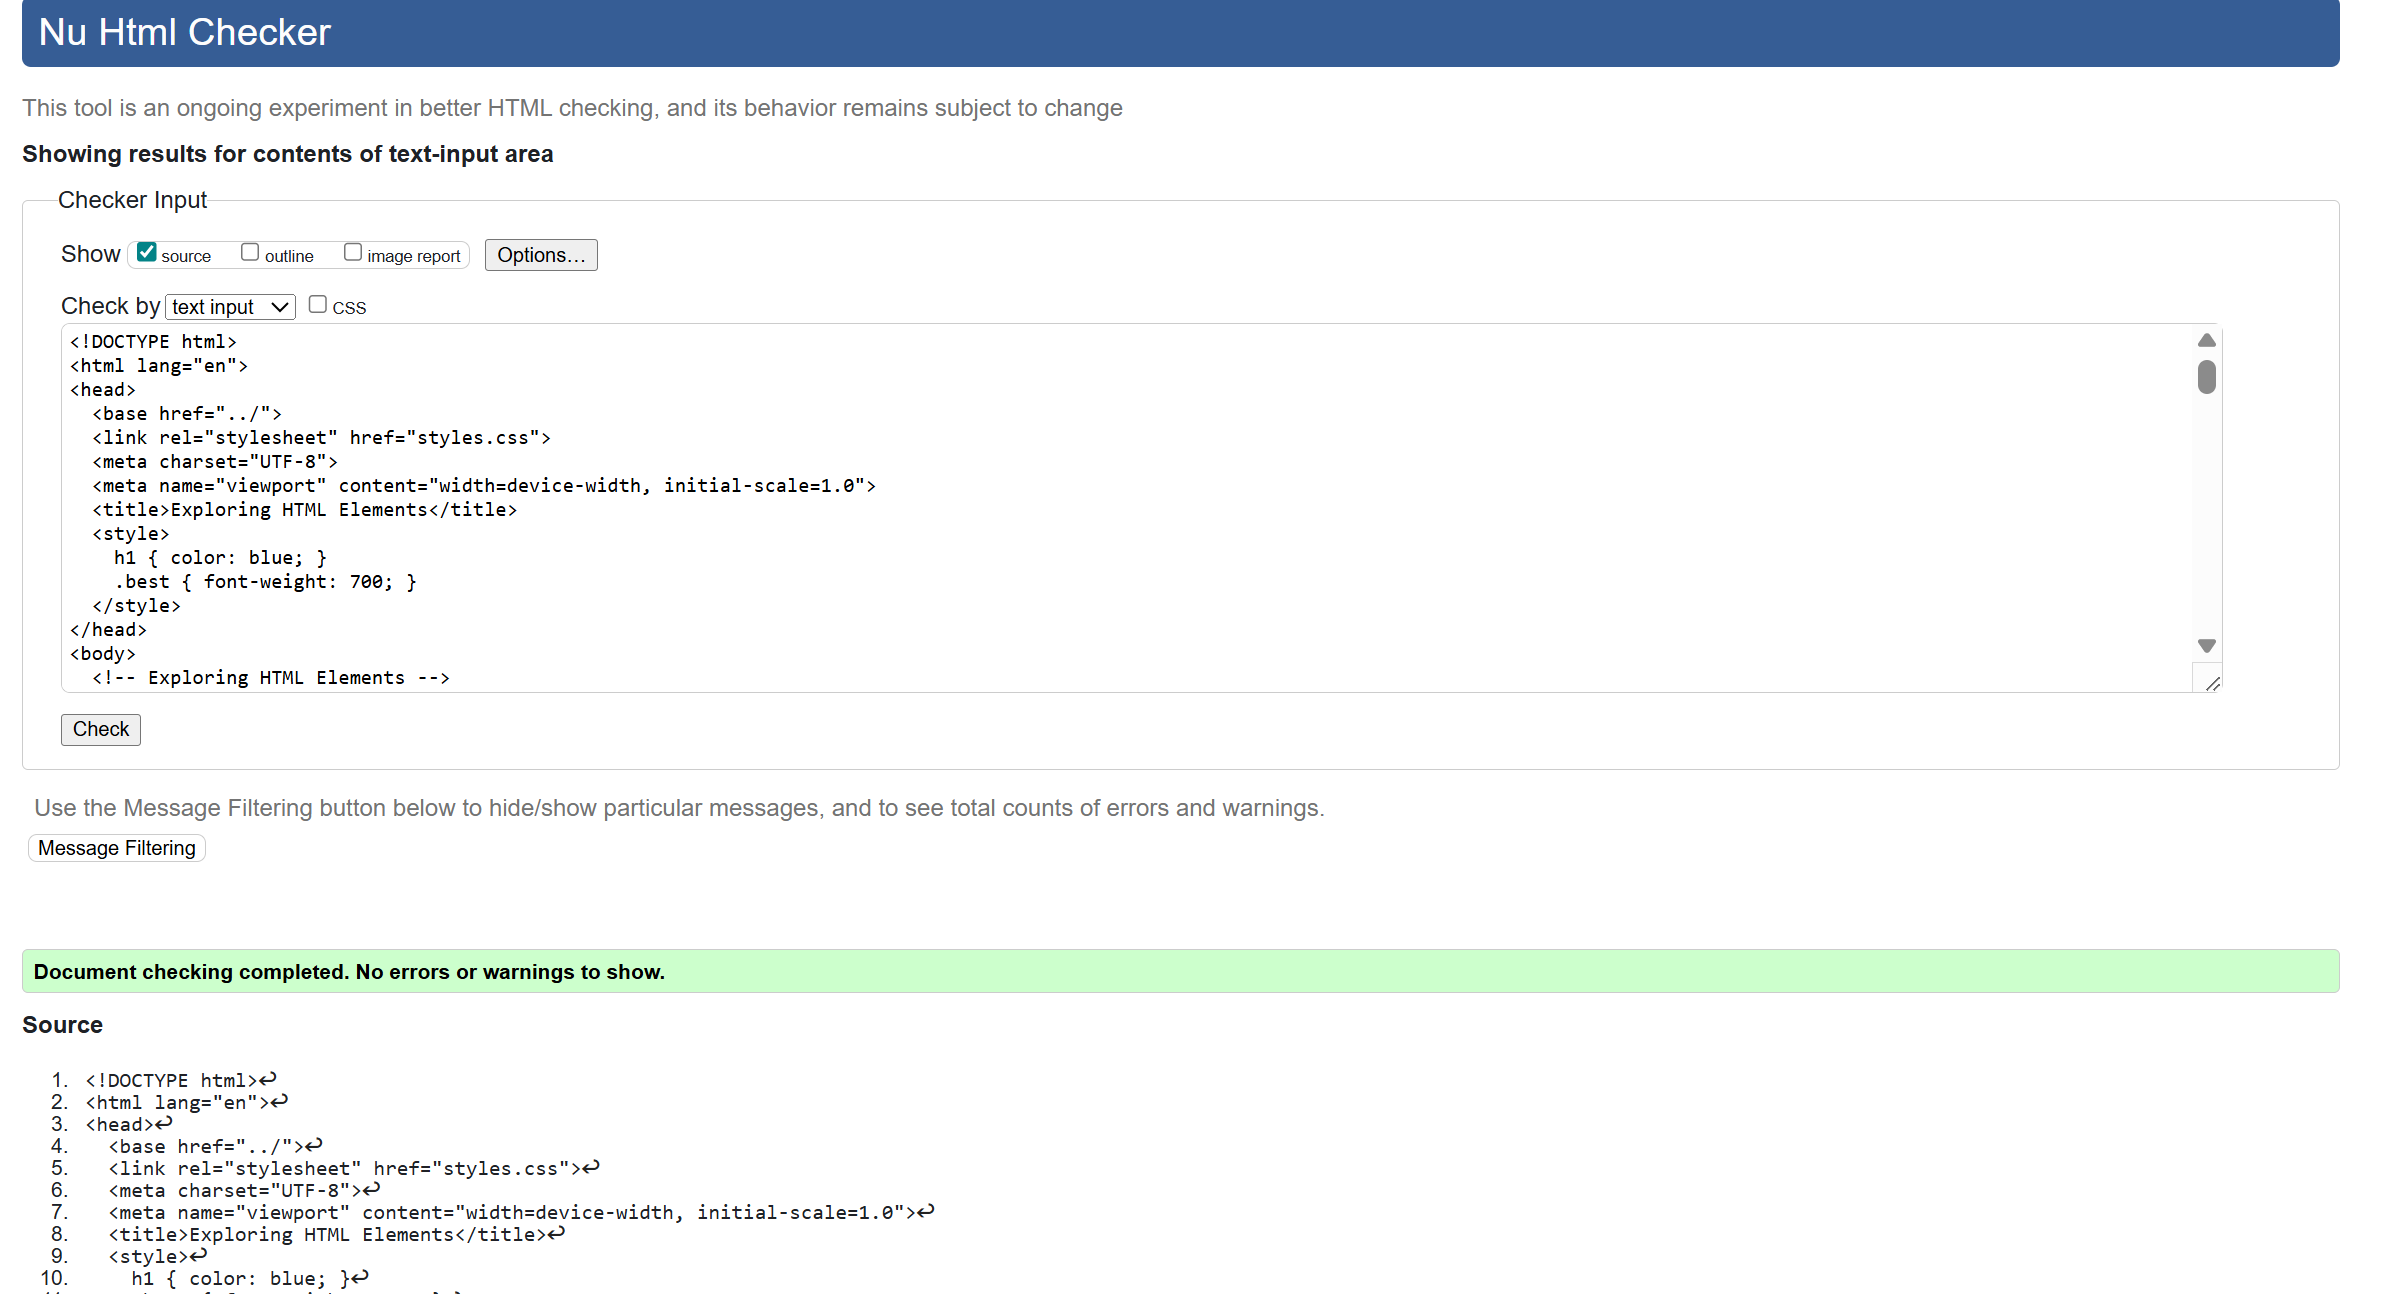 Nu Html Checker
This tool is an ongoing experiment in better HTML checking, and its behavior remains subject to change
Showing results for contents of text-input area
Checker Input
Show source outline image report Options...
Check by text input CSS
<!DOCTYPE html>
<html lang="en">
<head>
  <base href="../">
  <link rel="stylesheet" href="styles.css">
  <meta charset="UTF-8">
  <meta name="viewport" content="width=device-width, initial-scale=1.0">
  <title>Exploring HTML Elements</title>
  <style>
    h1 { color: blue; }
    .best { font-weight: 700; }
  </style>
</head>
<body>
  <!-- Exploring HTML Elements -->
Check
Use the Message Filtering button below to hide/show particular messages, and to see total counts of errors and warnings.
Message Filtering
Document checking completed. No errors or warnings to show.
Source
1. <!DOCTYPE html>↩
2. <html lang="en">↩
3. <head>↩
4.   <base href="../">↩
5.   <link rel="stylesheet" href="styles.css">↩
6.   <meta charset="UTF-8">↩
7.   <meta name="viewport" content="width=device-width, initial-scale=1.0">↩
8.   <title>Exploring HTML Elements</title>↩
9.   <style>↩
10.     h1 { color: blue; }↩